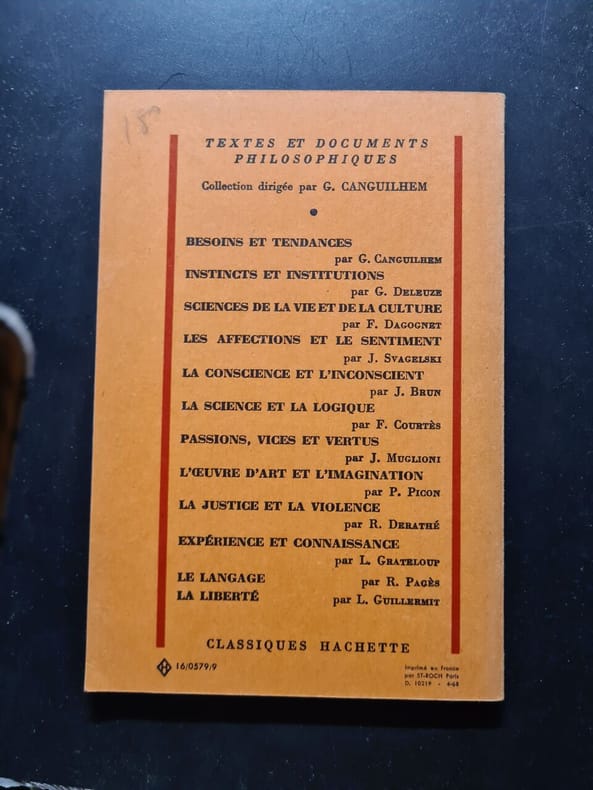 18
TEXTES ET DOCUMENTS
PHILOSOPHIQUES
Collection dirigée par G. CANGUILHEM
BESOINS ET TENDANCES
par G. CANGUILHEM
INSTINCTS ET INSTITUTIONS
par G. DELEUZE
SCIENCES DE LA VIE ET DE LA CULTURE
par F. DAGOGNET
LES AFFECTIONS ET LE SENTIMENT
par J. SVAGELSKI
LA CONSCIENCE ET L'INCONSCIENT
par J. BRUN
LA SCIENCE ET LA LOGIQUE
par F. COURTÈS
PASSIONS, VICES ET VERTUS
par J. MUGLIONI
L'ŒUVRE D'ART ET L'IMAGINATION
par P. PICON
LA JUSTICE ET LA VIOLENCE
par R. DERATHÉ
EXPÉRIENCE ET CONNAISSANCE
par L. GRATELOUP
LE LANGAGE par R. PAGÈS
LA LIBERTÉ par L. GUILLERMIT
CLASSIQUES HACHETTE
H 16/0579/9
Imprimé en France
par ST-ROCH Paris
D. 10219 - 4-68